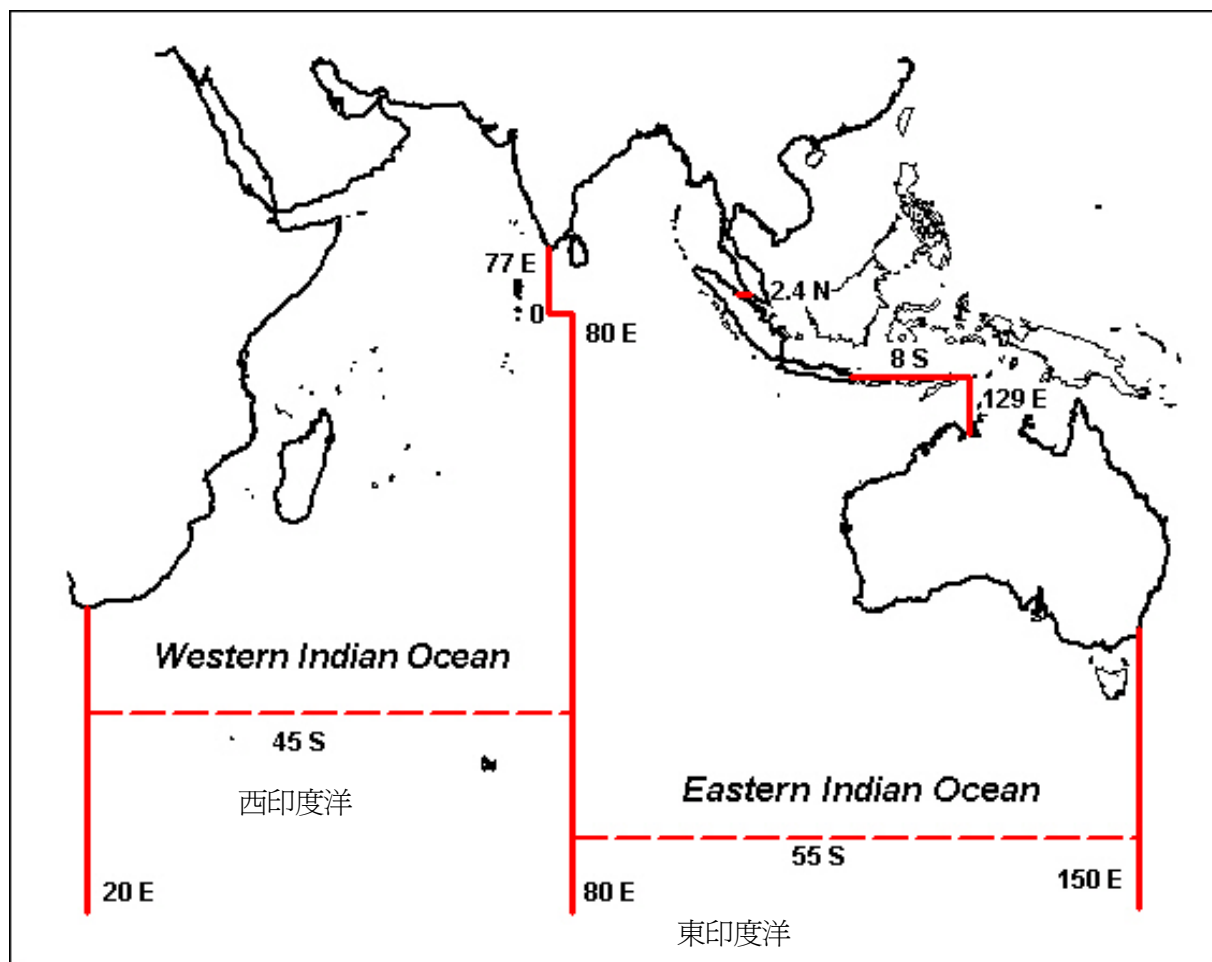 77 E
2.4 N
0
80 E
8 S
129 E
Western Indian Ocean
45 S
西印度洋
Eastern Indian Ocean
55 S
20 E
80 E
150 E
東印度洋